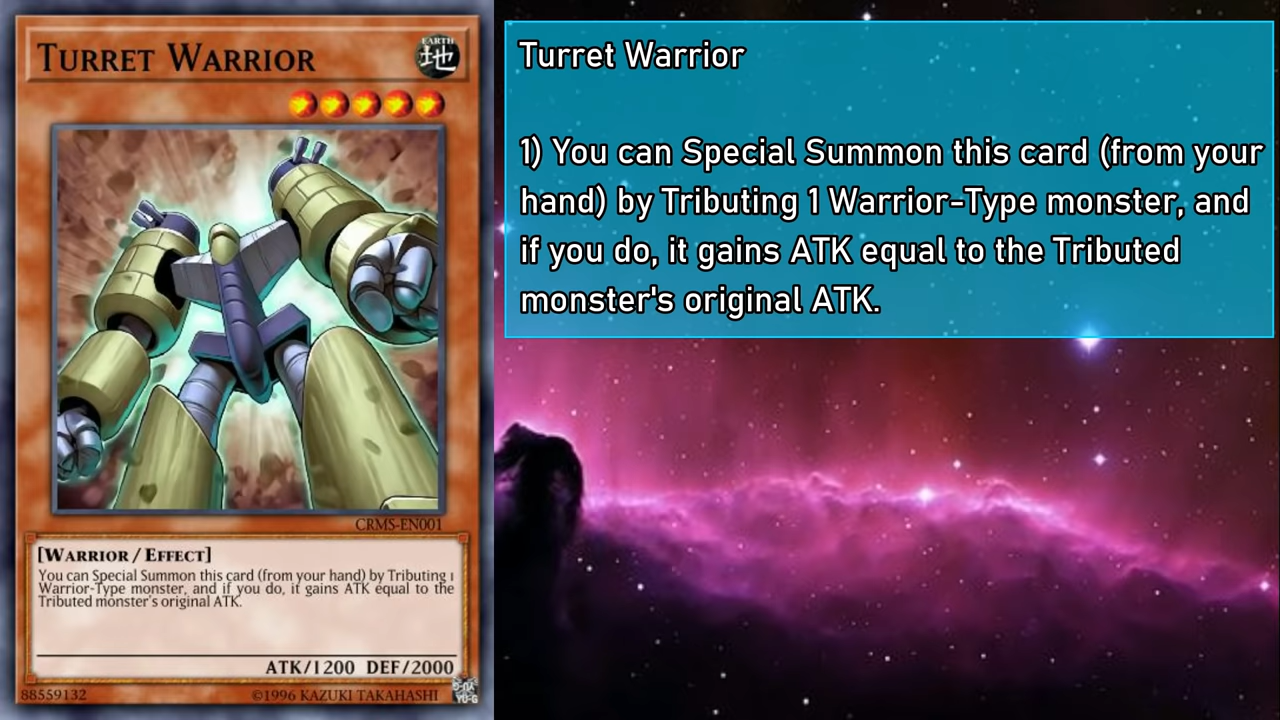 Turret Warrior
EARTH
地
CRMS-EN001
[Warrior / Effect]
You can Special Summon this card (from your hand) by Tributing 1
Warrior-Type monster, and if you do, it gains ATK equal to the
Tributed monster's original ATK.
ATK/1200 DEF/2000
88559132
©1996 KAZUKI TAKAHASHI
Turret Warrior
1) You can Special Summon this card (from your
hand) by Tributing 1 Warrior-Type monster, and
if you do, it gains ATK equal to the Tributed
monster's original ATK.